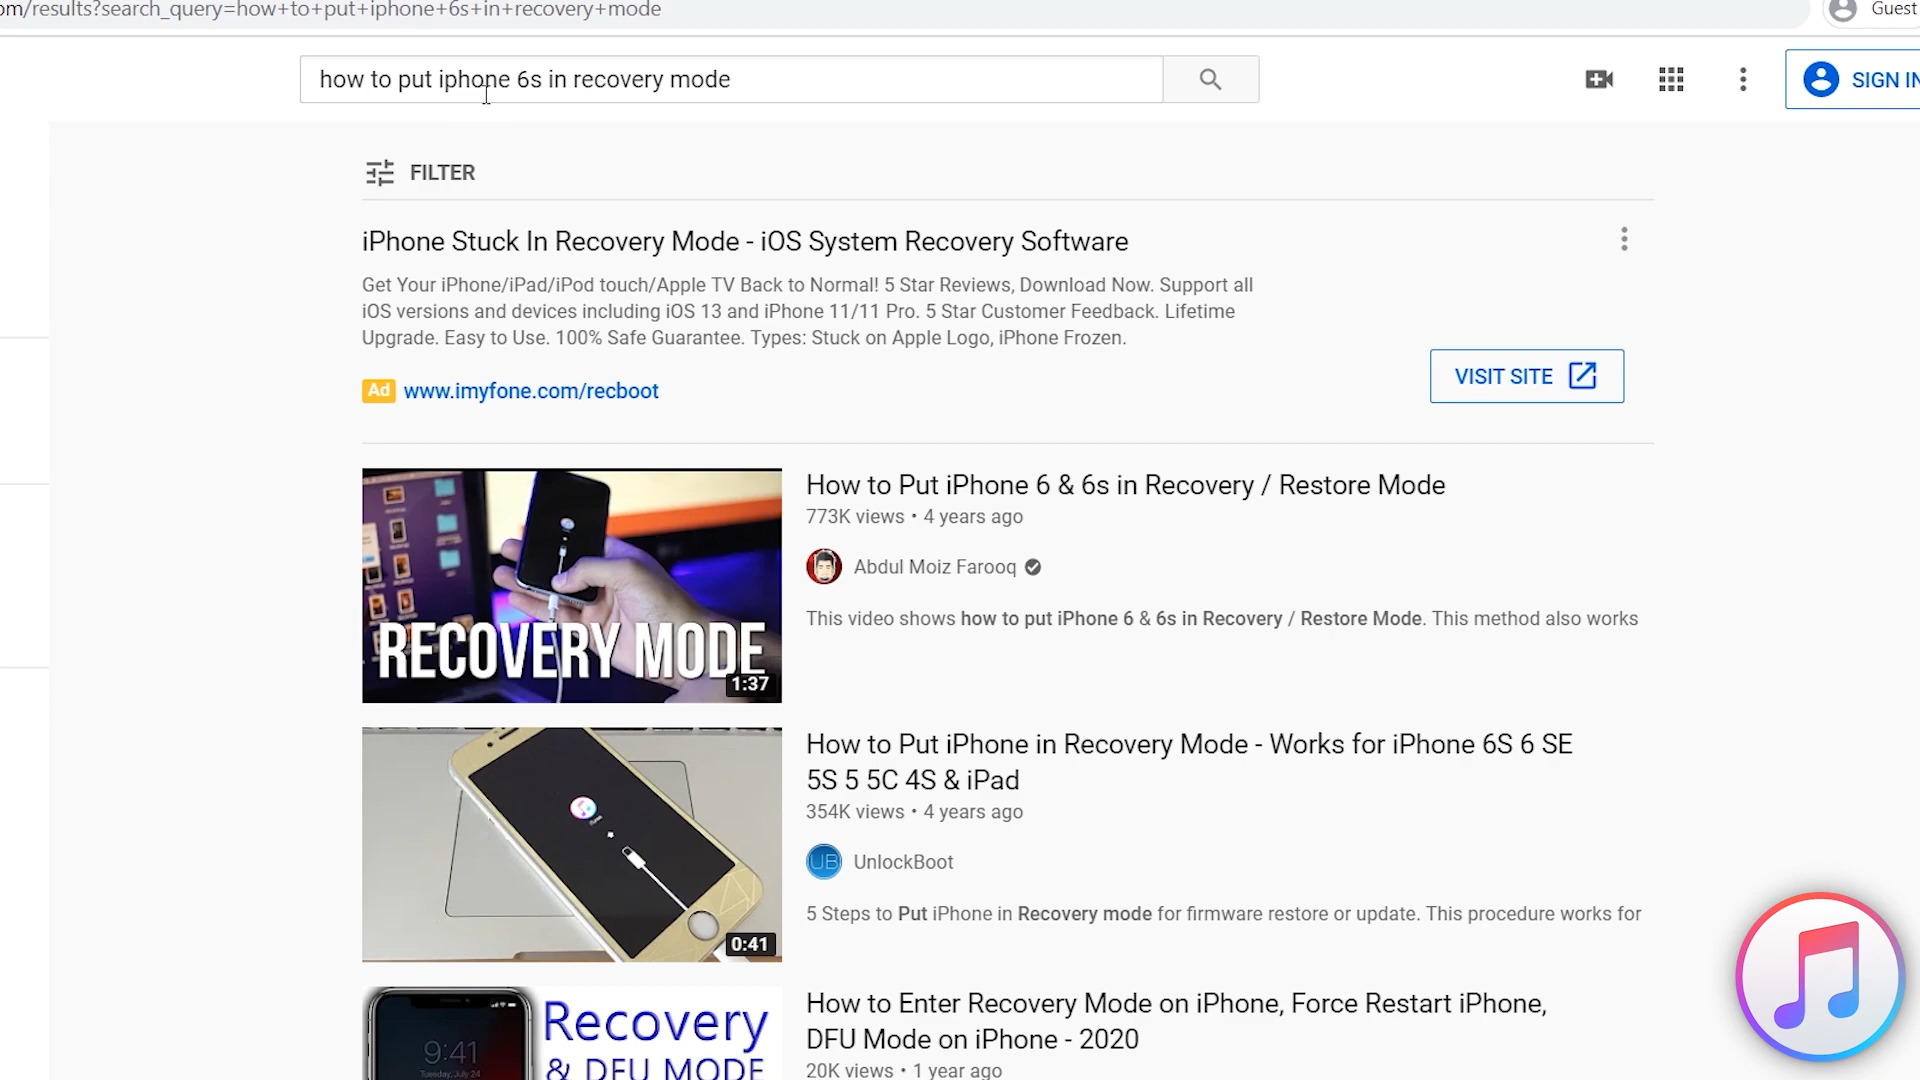 om/results?search_query=how+to+put+iphone+6s+in+recovery+mode
Guest
how to put iphone 6s in recovery mode
SIGN IN
FILTER
iPhone Stuck In Recovery Mode - iOS System Recovery Software
Get Your iPhone/iPad/iPod touch/Apple TV Back to Normal! 5 Star Reviews, Download Now. Support all
iOS versions and devices including iOS 13 and iPhone 11/11 Pro. 5 Star Customer Feedback. Lifetime
Upgrade. Easy to Use. 100% Safe Guarantee. Types: Stuck on Apple Logo, iPhone Frozen.
Ad www.imyfone.com/recboot
VISIT SITE
RECOVERY MODE
1:37
How to Put iPhone 6 & 6s in Recovery / Restore Mode
773K views • 4 years ago
Abdul Moiz Farooq
This video shows how to put iPhone 6 & 6s in Recovery / Restore Mode. This method also works
0:41
How to Put iPhone in Recovery Mode - Works for iPhone 6S 6 SE
5S 5 5C 4S & iPad
354K views • 4 years ago
UB
UnlockBoot
5 Steps to Put iPhone in Recovery mode for firmware restore or update. This procedure works for
9:41
Tuesday, July 24
Recovery
& DFU MODE
How to Enter Recovery Mode on iPhone, Force Restart iPhone,
DFU Mode on iPhone - 2020
20K views • 1 year ago